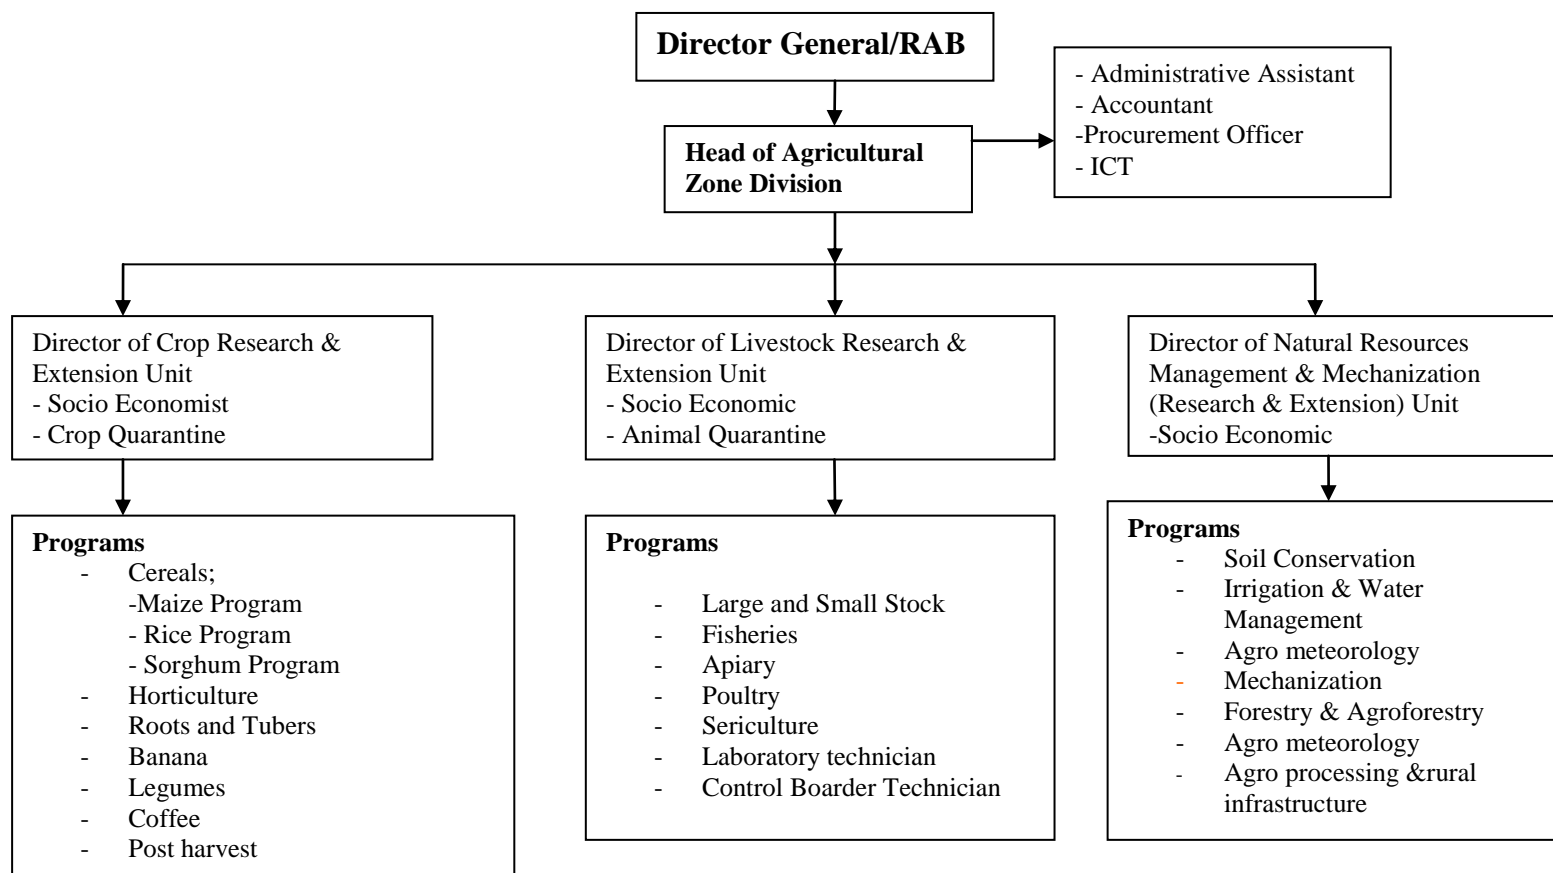 Director General/RAB
- Administrative Assistant
- Accountant
-Procurement Officer
- ICT
Head of Agricultural
Zone Division
Director of Crop Research &
Extension Unit
- Socio Economist
- Crop Quarantine
Director of Livestock Research &
Extension Unit
- Socio Economic
- Animal Quarantine
Director of Natural Resources
Management & Mechanization
(Research & Extension) Unit
-Socio Economic
Programs
- Cereals;
-Maize Program
- Rice Program
- Sorghum Program
- Horticulture
- Roots and Tubers
- Banana
- Legumes
- Coffee
- Post harvest
Programs
- Large and Small Stock
- Fisheries
- Apiary
- Poultry
- Sericulture
- Laboratory technician
- Control Boarder Technician
Programs
- Soil Conservation
- Irrigation & Water
Management
- Agro meteorology
- Mechanization
- Forestry & Agroforestry
- Agro meteorology
- Agro processing &rural
infrastructure